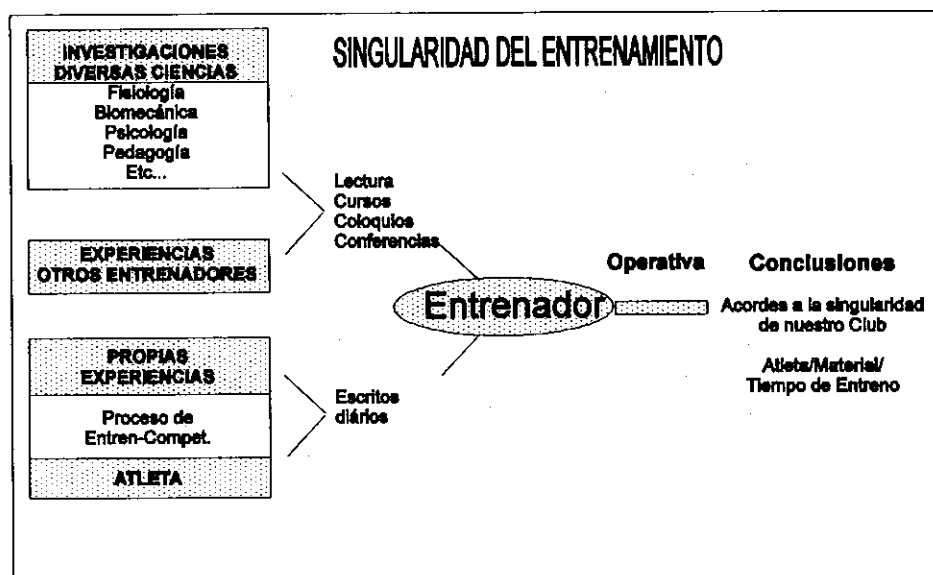 SINGULARIDAD DEL ENTRENAMIENTO
INVESTIGACIONES
DIVERSAS CIENCIAS
Fisiología
Biomecánica
Psicología
Pedagogía
Etc...
Lectura
Cursos
Coloquios
Conferencias
EXPERIENCIAS
OTROS ENTRENADORES
Entrenador
Operativa
Conclusiones
Acordes a la singularidad
de nuestro Club
Atleta/Material/
Tiempo de Entreno
PROPIAS
EXPERIENCIAS
Proceso de
Entren-Compet.
ATLETA
Escritos
diários